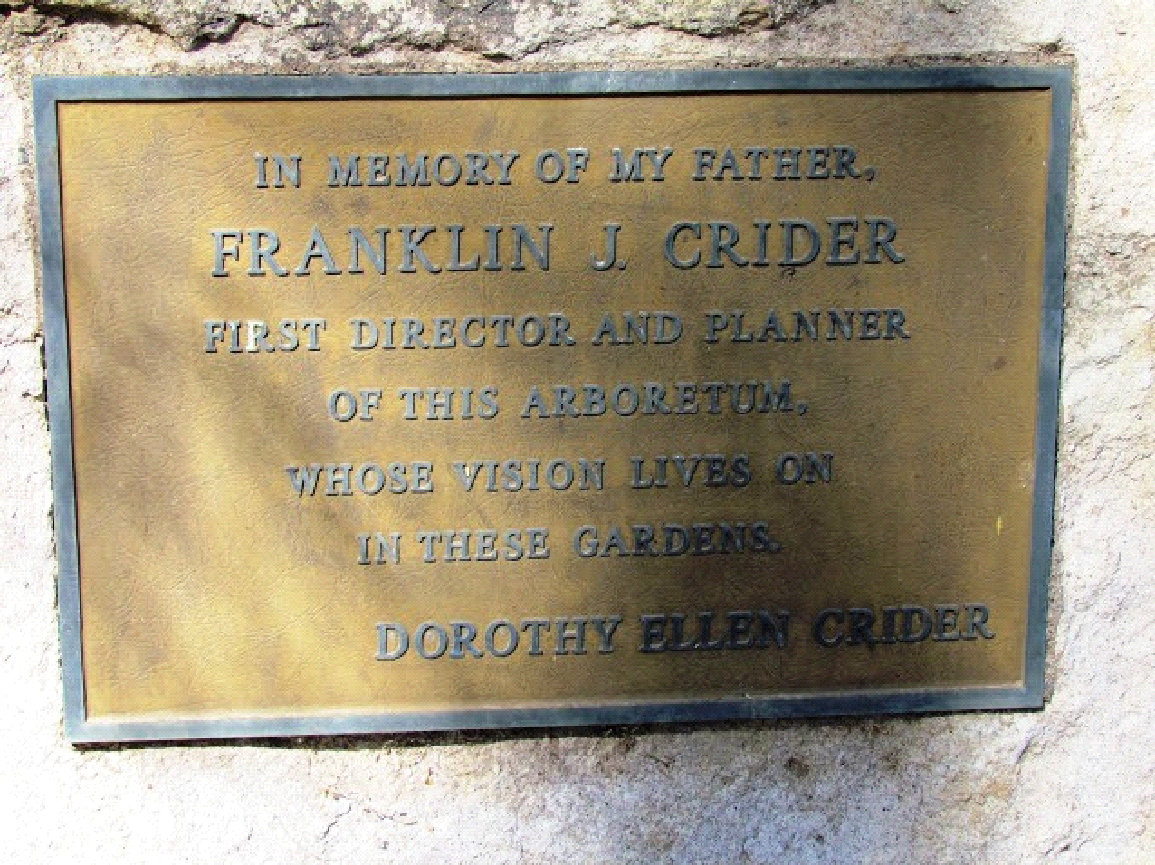 IN MEMORY OF MY FATHER,
FRANKLIN J. CRIDER
FIRST DIRECTOR AND PLANNER
OF THIS ARBORETUM,
WHOSE VISION LIVES ON
IN THESE GARDENS.
DOROTHY ELLEN CRIDER